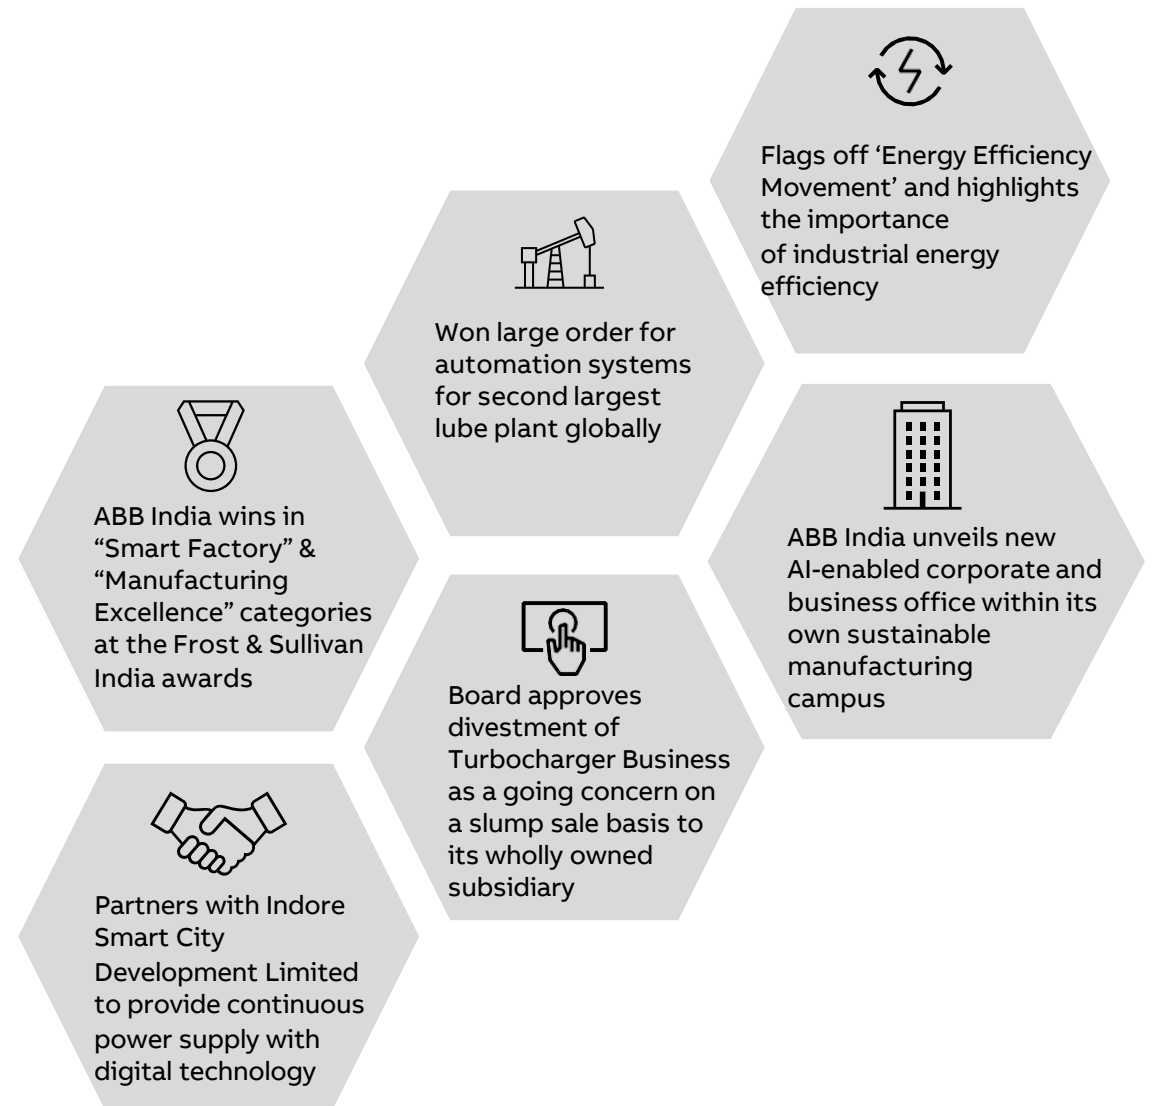 Flags off ‘Energy Efficiency
Movement’ and highlights
the importance
of industrial energy
efficiency
Won large order for
automation systems
for second largest
lube plant globally
ABB India wins in
“Smart Factory” &
“Manufacturing
Excellence” categories
at the Frost & Sullivan
India awards
ABB India unveils new
AI-enabled corporate and
business office within its
own sustainable
manufacturing
campus
Board approves
divestment of
Turbocharger Business
as a going concern on
a slump sale basis to
its wholly owned
subsidiary
Partners with Indore
Smart City
Development Limited
to provide continuous
power supply with
digital technology